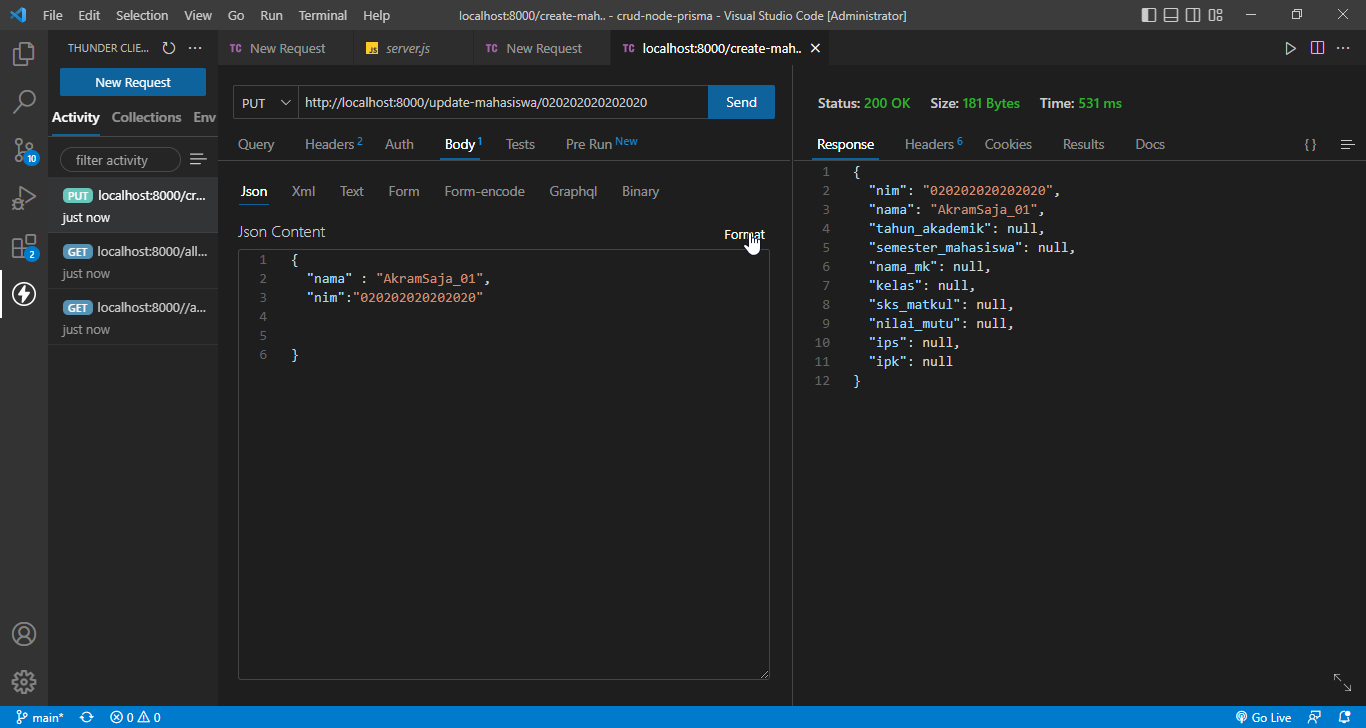 File Edit Selection View Go Run Terminal Help localhost:8000/create-mah.. - crud-node-prisma - Visual Studio Code [Administrator]
THUNDER CLIE... ···
TC New Request JS server.js TC New Request TC localhost:8000/create-mah.. ×
New Request
Activity Collections Env
filter activity
PUT localhost:8000/cr...
just now
GET localhost:8000/all...
just now
GET localhost:8000//a...
just now
10
2
PUT http://localhost:8000/update-mahasiswa/020202020202020 Send
Query Headers 2 Auth Body 1 Tests Pre Run New
Json Xml Text Form Form-encode Graphql Binary
Json Content Format
1 {
2 "nama" : "AkramSaja_01",
3 "nim":"020202020202020"
4
5
6 }
Status: 200 OK Size: 181 Bytes Time: 531 ms
Response Headers 6 Cookies Results Docs {}
1 {
2 "nim": "020202020202020",
3 "nama": "AkramSaja_01",
4 "tahun_akademik": null,
5 "semester_mahasiswa": null,
6 "nama_mk": null,
7 "kelas": null,
8 "sks_matkul": null,
9 "nilai_mutu": null,
10 "ips": null,
11 "ipk": null
12 }
main* 0 0 Go Live